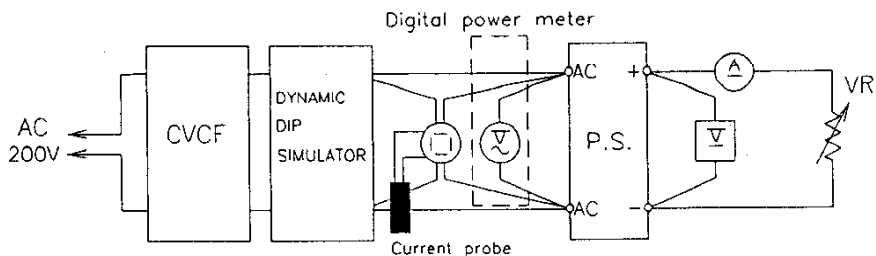 Digital power meter
AC
200V
CVCF
DYNAMIC
DIP
SIMULATOR
V
AC
AC
P.S.
+
-
A
V
VR
Current probe